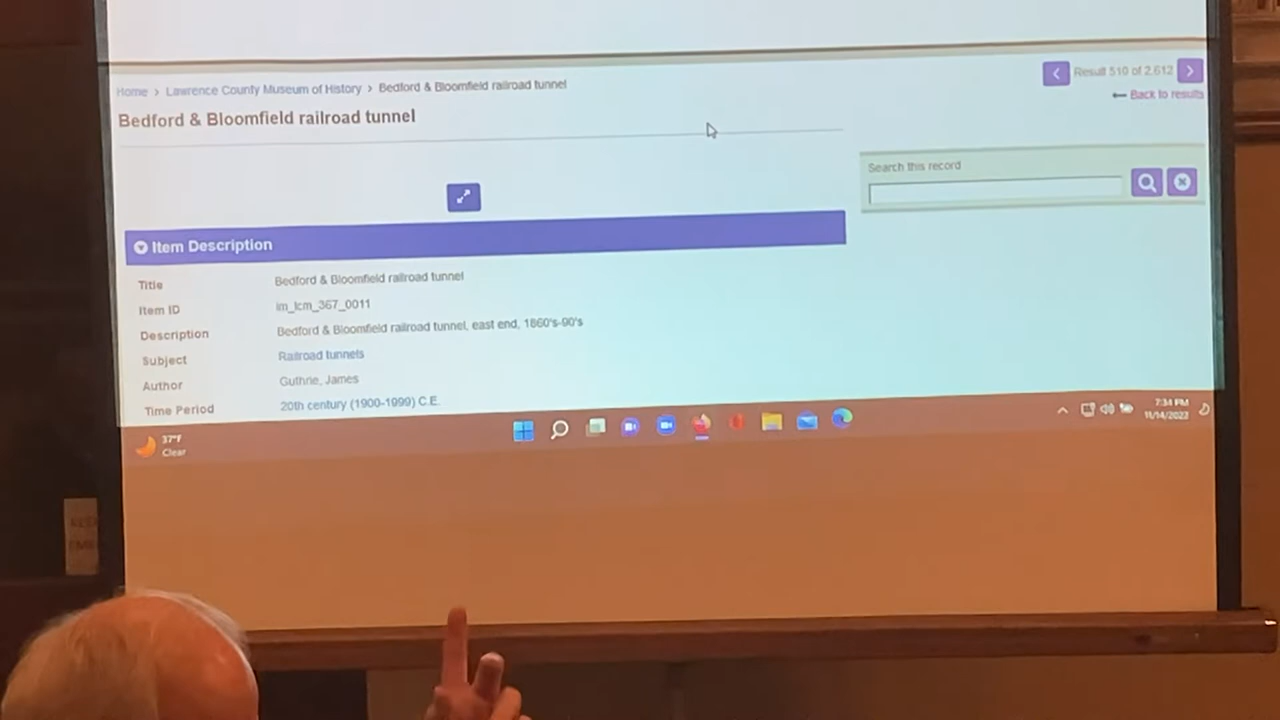 Home > Lawrence County Museum of History > Bedford & Bloomfield railroad tunnel
Result 510 of 2,612
Back to results
Bedford & Bloomfield railroad tunnel
Search this record
Item Description
Title Bedford & Bloomfield railroad tunnel
Item ID im_lcm_367_0011
Description Bedford & Bloomfield railroad tunnel, east end, 1860's-90's
Subject Railroad tunnels
Author Guthrie, James
Time Period 20th century (1900-1999) C.E.
37°F
Clear
7:34 PM
11/14/2022